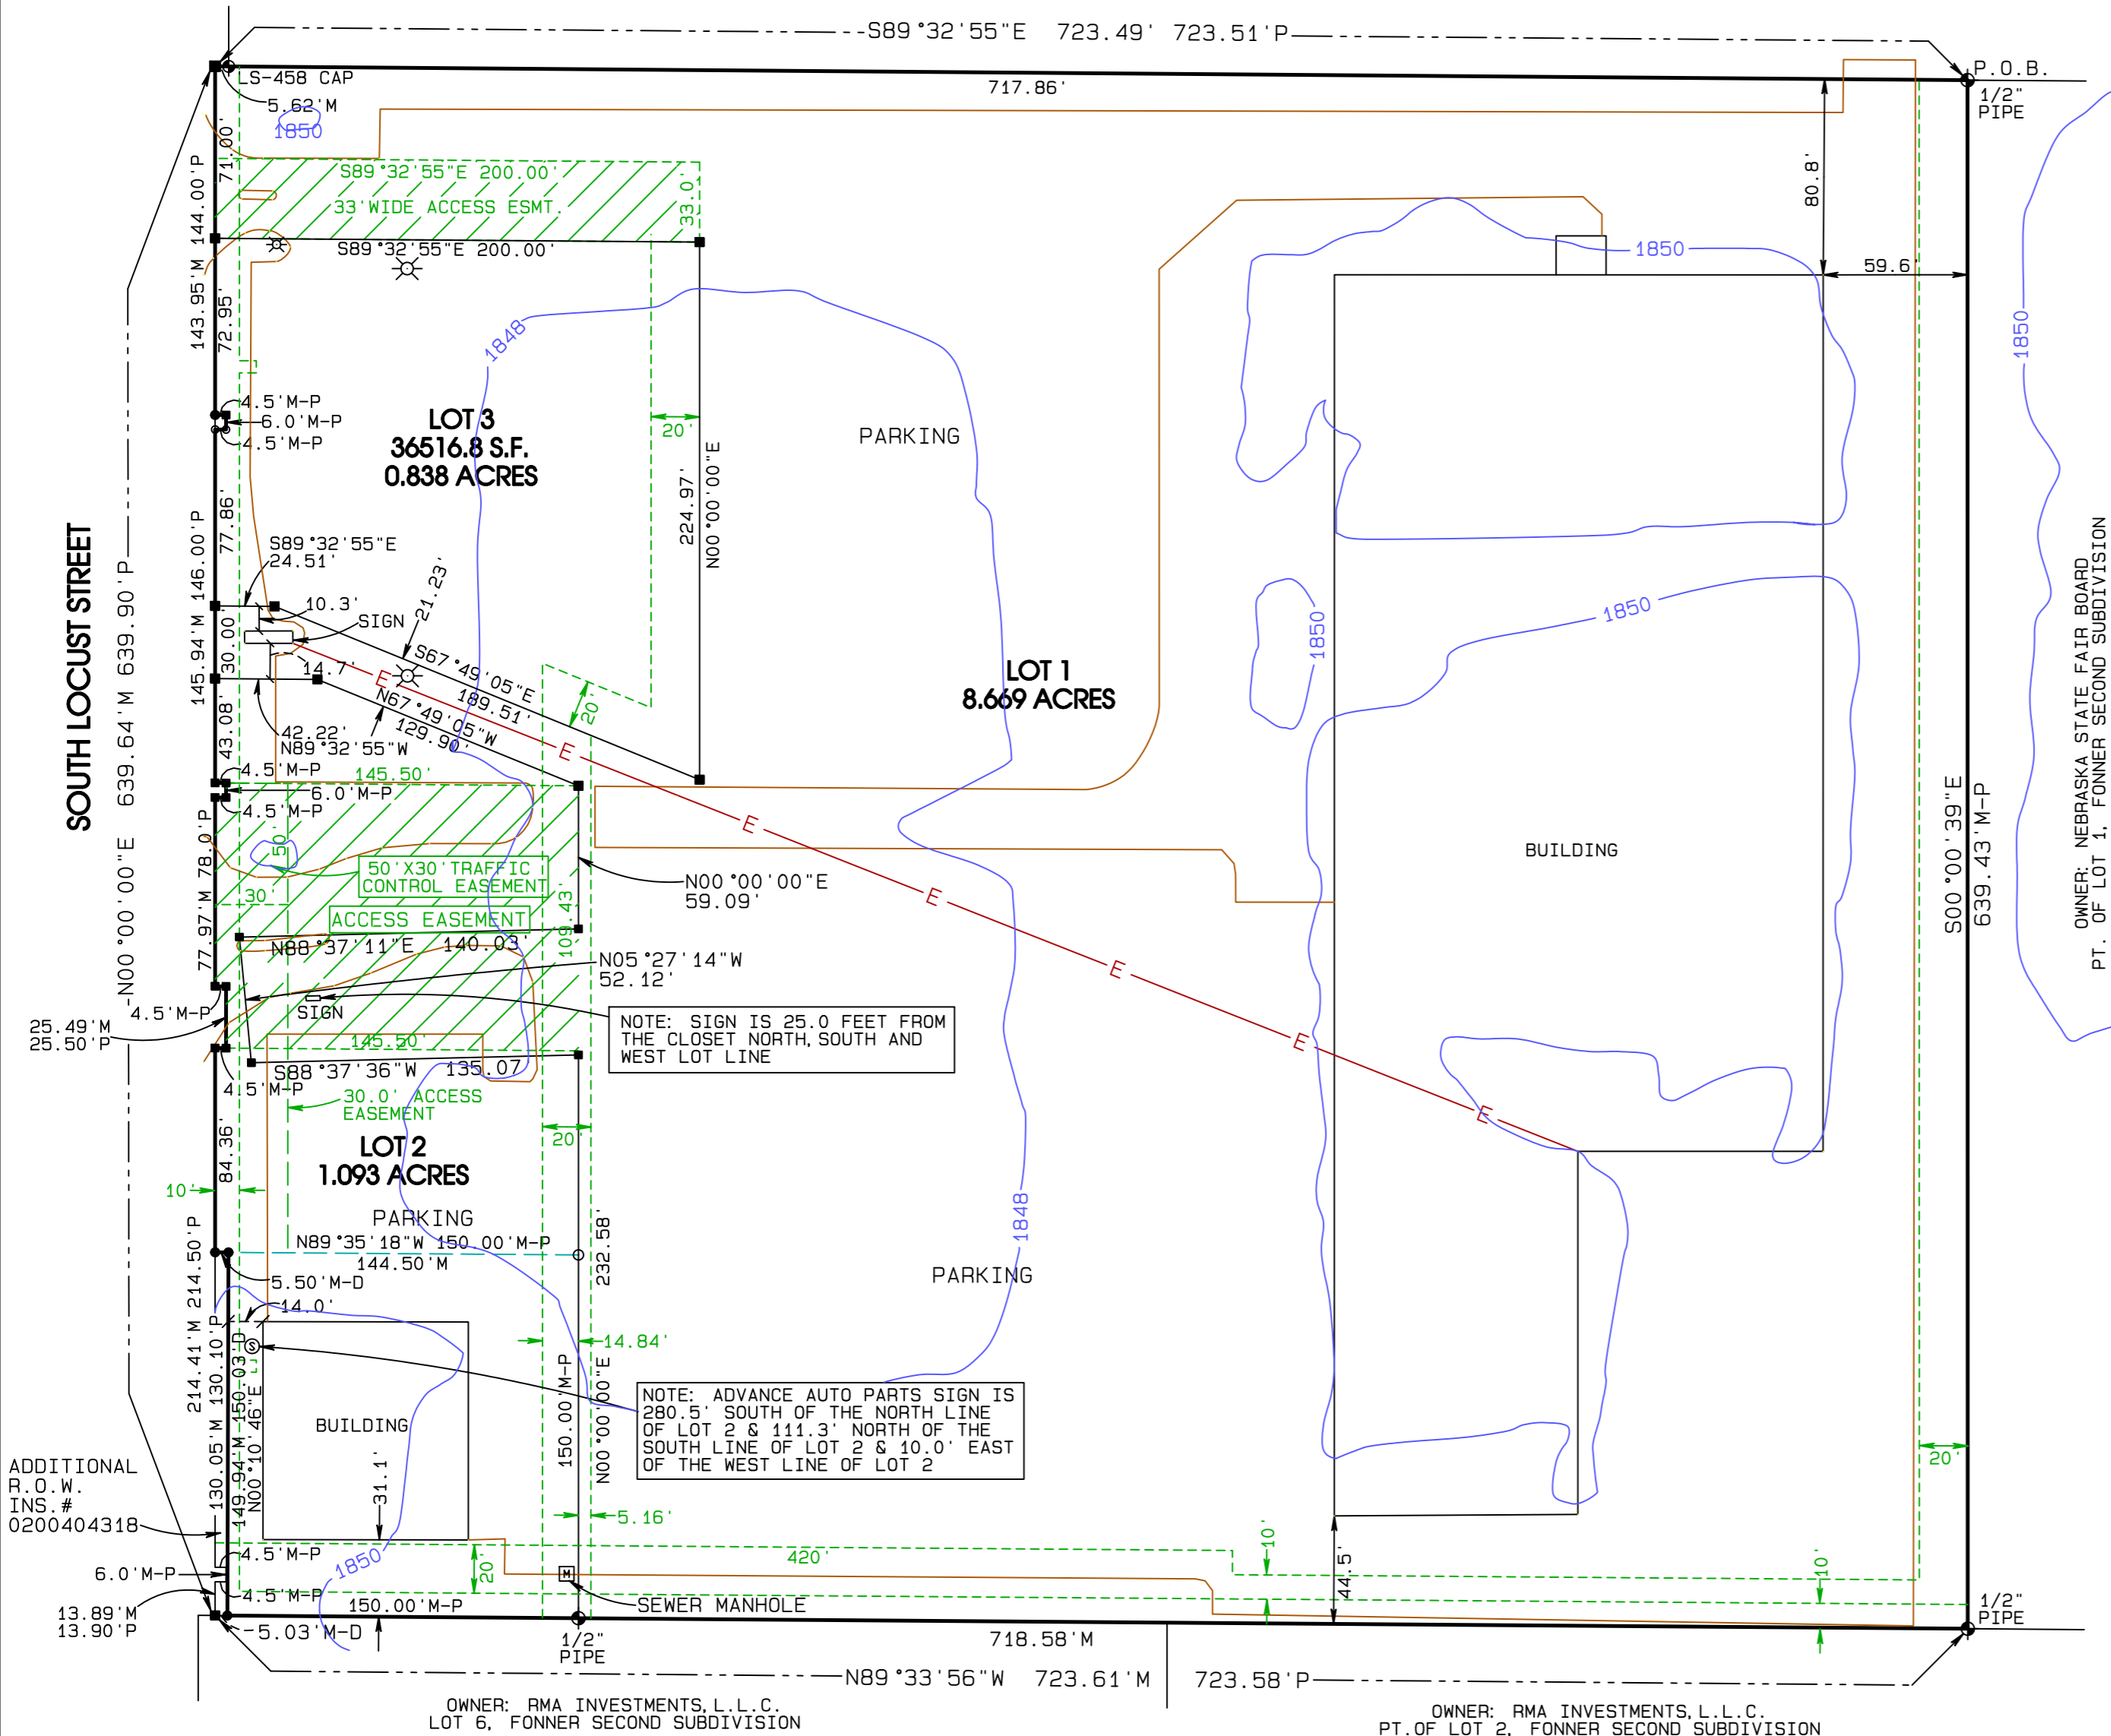 S89°32'55"E 723.49' 723.51'P
LS-458 CAP
5.62'M
1850
717.86'
P.O.B.
1/2"
PIPE
71.00'
144.00'P
143.95'M
72.95'
S89°32'55"E 200.00'
33'WIDE ACCESS ESMT.
33.0'
S89°32'55"E 200.00'
80.8'
59.6'
1850
1850
1848
4.5'M-P
6.0'M-P
4.5'M-P
LOT 3
36516.8 S.F.
0.838 ACRES
20'
224.97'
N00°00'00"E
PARKING
SOUTH LOCUST STREET
N00°00'00"E 639.64'M 639.90'P
77.86'
146.00'P
145.94'M
30.00'
43.08'
S89°32'55"E
24.51'
10.3'
SIGN
14.7'
21.23'
S67°49'05"E
189.51'
N67°49'05"W
129.90'
20'
42.22'
N89°32'55"W
E
E
E
E
E
E
E
LOT 1
8.669 ACRES
1850
1850
OWNER: NEBRASKA STATE FAIR BOARD
PT. OF LOT 1, FONNER SECOND SUBDIVISION
S00°00'39"E
639.43'M-P
BUILDING
4.5'M-P
145.50'
6.0'M-P
4.5'M-P
77.97'M 78.0'P
50'
50'X30'TRAFFIC
CONTROL EASEMENT
30'
ACCESS EASEMENT
109.43'
N00°00'00"E
59.09'
N88°37'11"E 140.03'
N05°27'14"W
52.12'
SIGN
NOTE: SIGN IS 25.0 FEET FROM
THE CLOSET NORTH, SOUTH AND
WEST LOT LINE
4.5'M-P
25.49'M
25.50'P
145.50'
S88°37'36"W 135.07
4.5'M-P
30.0' ACCESS
EASEMENT
84.36'
20'
LOT 2
1.093 ACRES
10'
PARKING
N89°35'18"W 150.00'M-P
144.50'M
232.58'
1848
PARKING
214.41'M 214.50'P
5.50'M-D
14.0'
S
14.84'
130.05'M 130.10'P
149.94'M 150.03'D
N00°10'46"E
BUILDING
31.1'
150.00'M-P
N00°00'00"E
NOTE: ADVANCE AUTO PARTS SIGN IS
280.5' SOUTH OF THE NORTH LINE
OF LOT 2 & 111.3' NORTH OF THE
SOUTH LINE OF LOT 2 & 10.0' EAST
OF THE WEST LINE OF LOT 2
20'
ADDITIONAL
R.O.W.
INS.#
0200404318
5.16'
4.5'M-P
6.0'M-P
4.5'M-P
1850
20'
420'
10'
44.5'
10'
M
SEWER MANHOLE
13.89'M
13.90'P
150.00'M-P
5.03'M-D
1/2"
PIPE
718.58'M
1/2"
PIPE
N89°33'56"W 723.61'M 723.58'P
OWNER: RMA INVESTMENTS, L.L.C.
LOT 6, FONNER SECOND SUBDIVISION
OWNER: RMA INVESTMENTS, L.L.C.
PT.OF LOT 2, FONNER SECOND SUBDIVISION